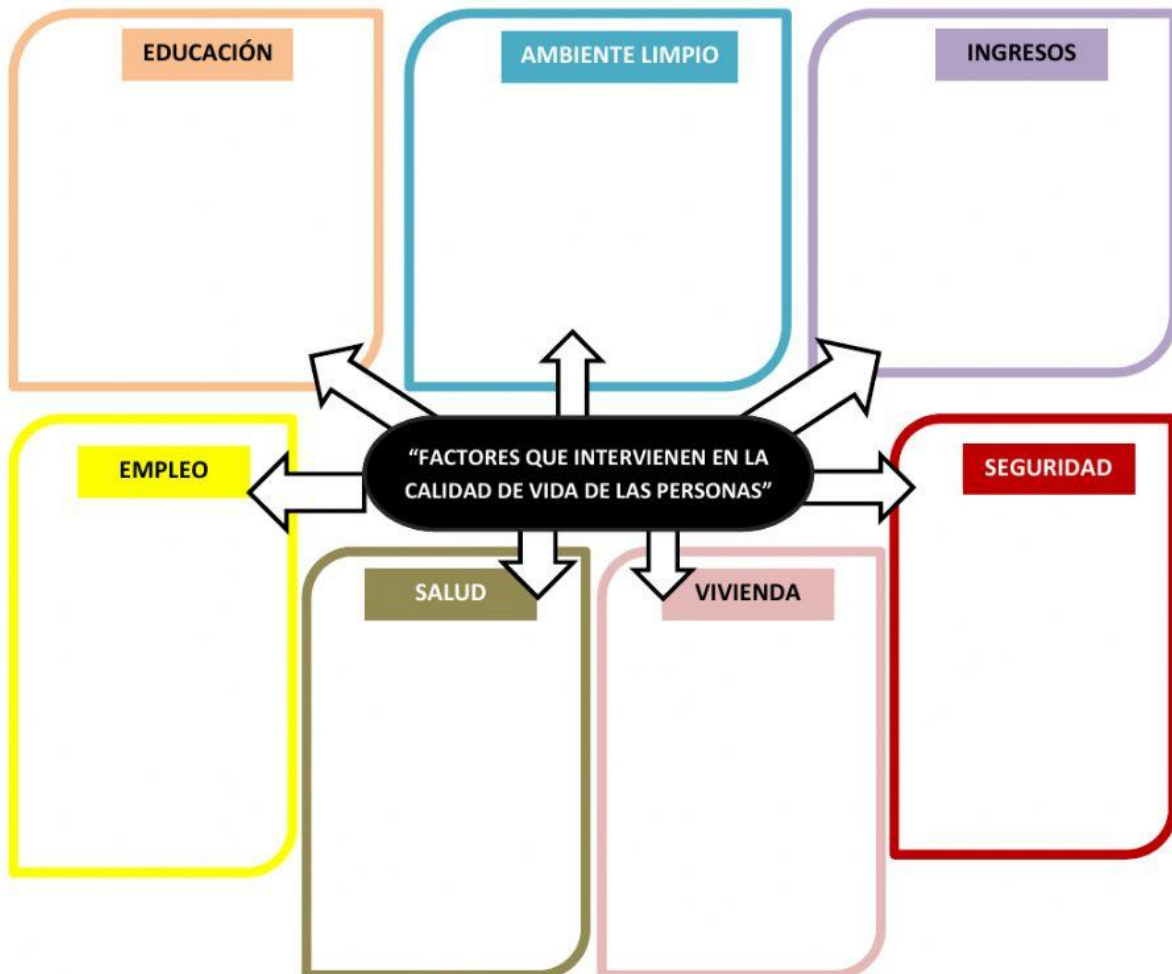 EDUCACIÓN
AMBIENTE LIMPIO
INGRESOS
“FACTORES QUE INTERVIENEN EN LA
CALIDAD DE VIDA DE LAS PERSONAS”
EMPLEO
SEGURIDAD
SALUD
VIVIENDA